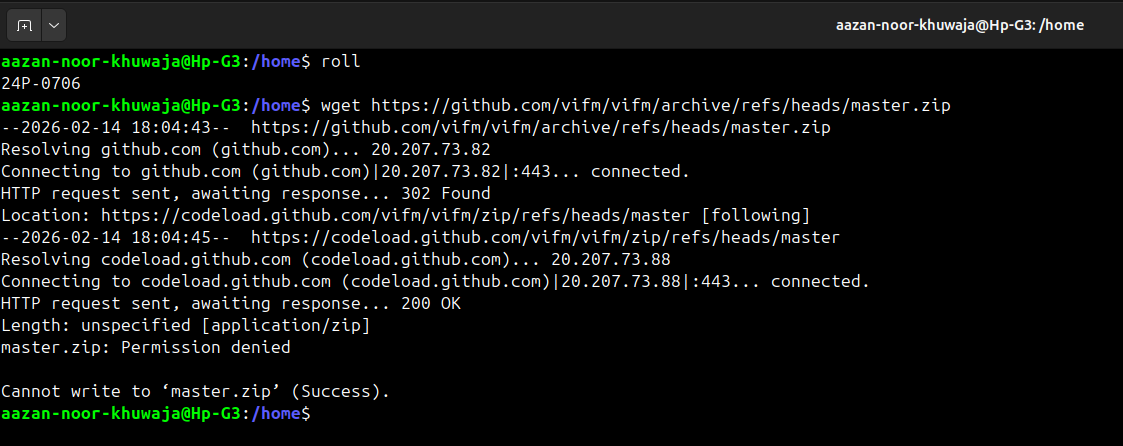 aazan-noor-khuwaja@Hp-G3: /home
aazan-noor-khuwaja@Hp-G3:/home$ roll
24P-0706
aazan-noor-khuwaja@Hp-G3:/home$ wget https://github.com/vifm/vifm/archive/refs/heads/master.zip
--2026-02-14 18:04:43--  https://github.com/vifm/vifm/archive/refs/heads/master.zip
Resolving github.com (github.com)... 20.207.73.82
Connecting to github.com (github.com)|20.207.73.82|:443... connected.
HTTP request sent, awaiting response... 302 Found
Location: https://codeload.github.com/vifm/vifm/zip/refs/heads/master [following]
--2026-02-14 18:04:45--  https://codeload.github.com/vifm/vifm/zip/refs/heads/master
Resolving codeload.github.com (codeload.github.com)... 20.207.73.88
Connecting to codeload.github.com (codeload.github.com)|20.207.73.88|:443... connected.
HTTP request sent, awaiting response... 200 OK
Length: unspecified [application/zip]
master.zip: Permission denied

Cannot write to ‘master.zip’ (Success).
aazan-noor-khuwaja@Hp-G3:/home$